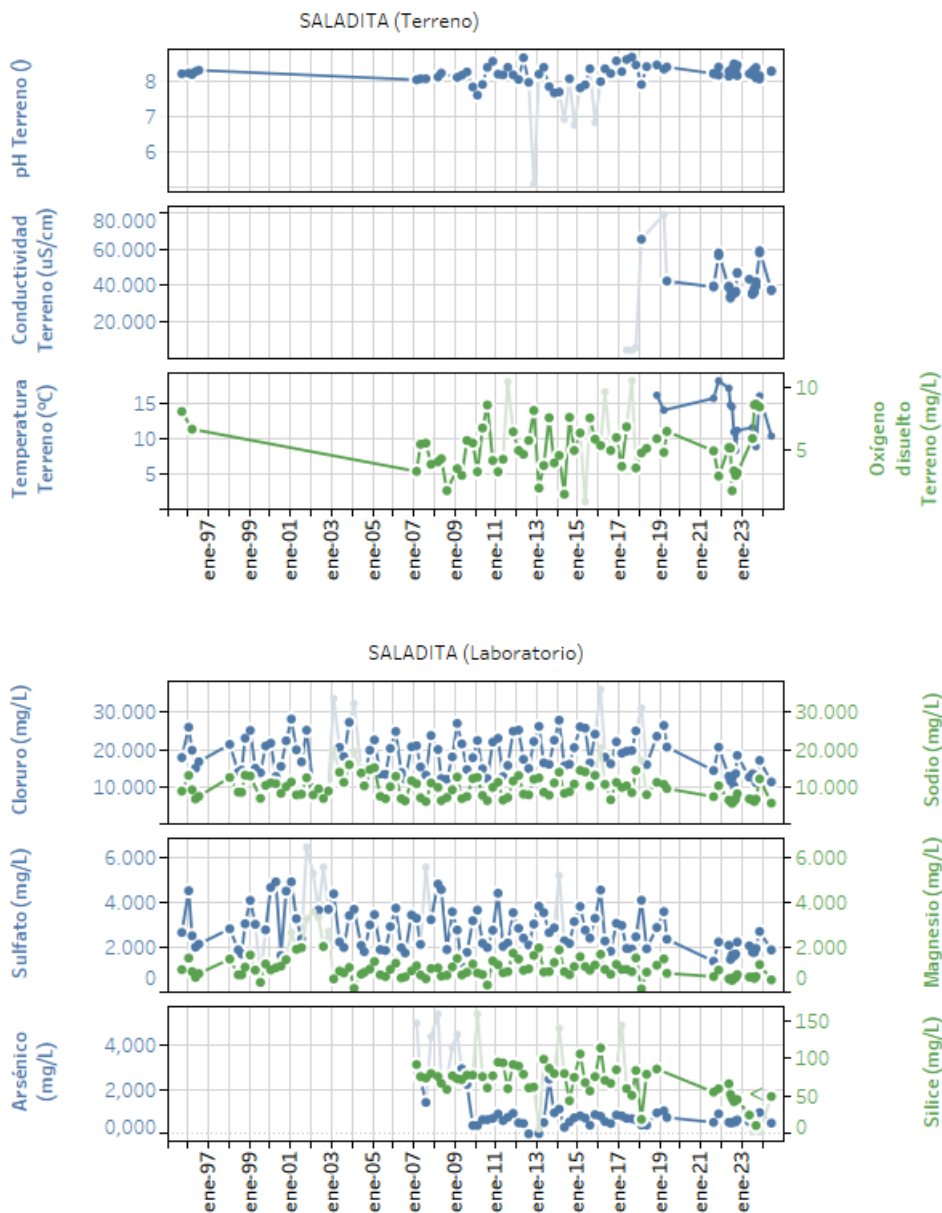 SALADITA (Terreno)
pH Terreno ()
8
7
6
Conductividad
Terreno (uS/cm)
80.000
60.000
40.000
20.000
Temperatura
Terreno (ºC)
15
10
5
10
5
Oxígeno
disuelto
Terreno (mg/L)
ene-97
ene-99
ene-01
ene-03
ene-05
ene-07
ene-09
ene-11
ene-13
ene-15
ene-17
ene-19
ene-21
ene-23
SALADITA (Laboratorio)
Cloruro (mg/L)
30.000
20.000
10.000
30.000
20.000
10.000
Sodio (mg/L)
Sulfato (mg/L)
6.000
4.000
2.000
0
6.000
4.000
2.000
0
Magnesio (mg/L)
Arsénico
(mg/L)
4,000
2,000
0,000
<
150
100
50
0
Sílice (mg/L)
ene-97
ene-99
ene-01
ene-03
ene-05
ene-07
ene-09
ene-11
ene-13
ene-15
ene-17
ene-19
ene-21
ene-23